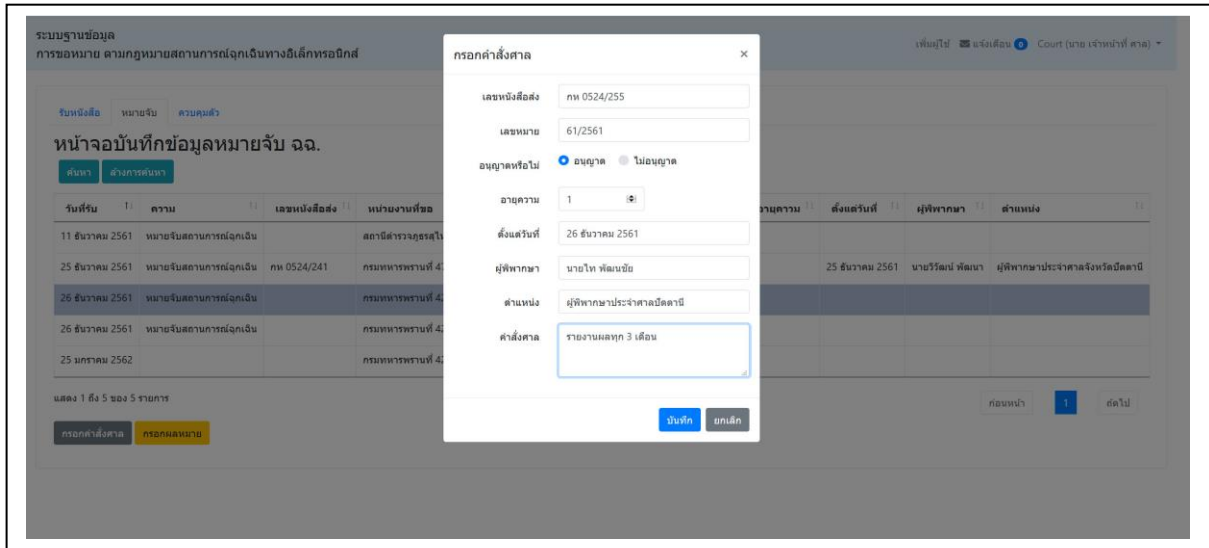 ระบบฐานข้อมูล
การขอหมาย ตามกฎหมายสถานการณ์ฉุกเฉินทางอิเล็กทรอนิกส์
เพิ่มผู้ใช้ แจ้งเตือน 0 Court (นาย เจ้าหน้าที่ ศาล)
กรอกคำสั่งศาล ×
เลขหนังสือส่ง กห 0524/255
เลขหมาย 61/2561
อนุญาตหรือไม่ อนุญาต ไม่อนุญาต
อายุความ 1
ตั้งแต่วันที่ 26 ธันวาคม 2561
ผู้พิพากษา นายไท พัฒนชัย
ตำแหน่ง ผู้พิพากษาประจำศาลปัตตานี
คำสั่งศาล รายงานผลทุก 3 เดือน
บันทึก ยกเลิก
รับหนังสือ หมายจับ ควบคุมตัว
หน้าจอบันทึกข้อมูลหมายจับ ฉฉ.
ค้นหา ล้างการค้นหา
วันที่รับ ความ เลขหนังสือส่ง หน่วยงานที่ขอ ตั้งแต่วันที่ ผู้พิพากษา ตำแหน่ง
11 ธันวาคม 2561 หมายจับสถานการณ์ฉุกเฉิน
25 ธันวาคม 2561 หมายจับสถานการณ์ฉุกเฉิน กห 0524/241 กรมทหารพรานที่ 25 ธันวาคม 2561 นายวิวัฒน์ พัฒนา ผู้พิพากษาประจำศาลจังหวัดปัตตานี
26 ธันวาคม 2561 หมายจับสถานการณ์ฉุกเฉิน กรมทหารพรานที่ 42
26 ธันวาคม 2561 หมายจับสถานการณ์ฉุกเฉิน กรมทหารพรานที่ 42
25 มกราคม 2562 กรมทหารพรานที่ 42
แสดง 1 ถึง 5 ของ 5 รายการ
ก่อนหน้า 1 ถัดไป
กรอกคำสั่งศาล กรอกผลหมาย